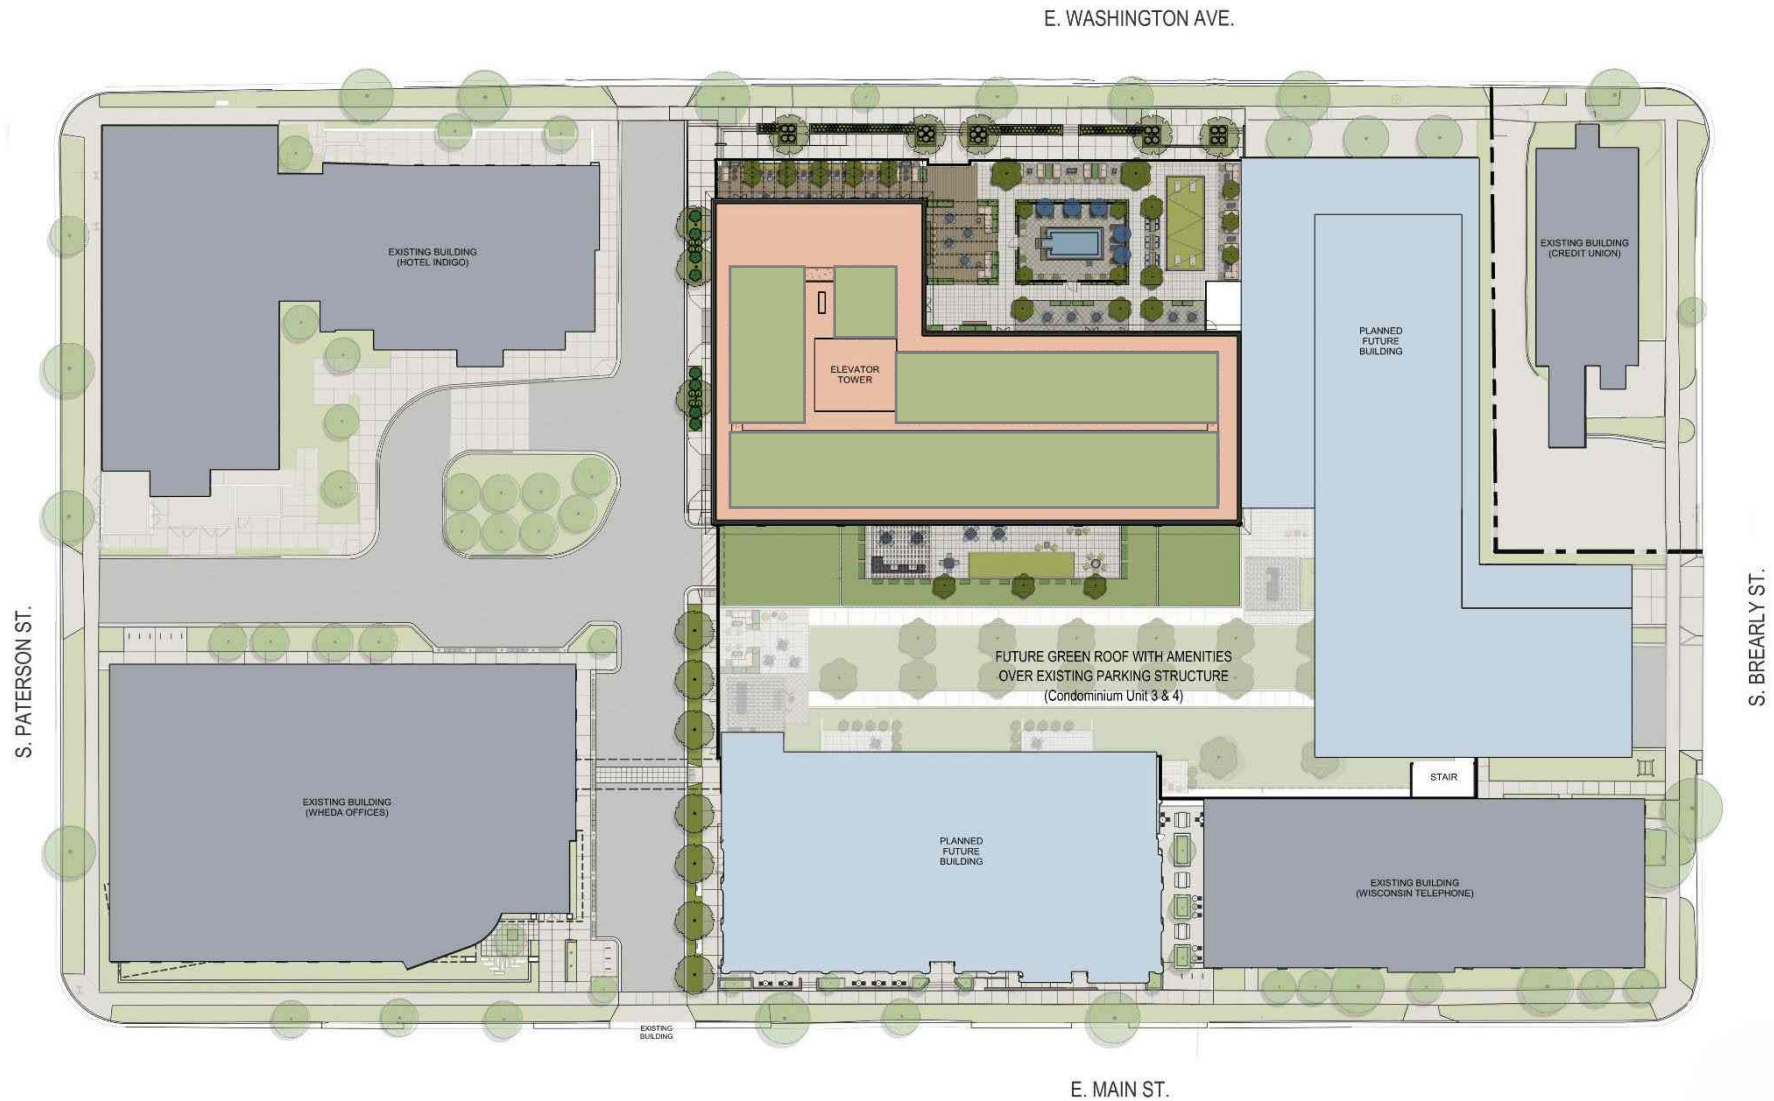 E. WASHINGTON AVE.
EXISTING BUILDING
(HOTEL INDIGO)
EXISTING BUILDING
(CREDIT UNION)
PLANNED
FUTURE
BUILDING
ELEVATOR
TOWER
S. PATERSON ST.
S. BREARLY ST.
FUTURE GREEN ROOF WITH AMENITIES
OVER EXISTING PARKING STRUCTURE
(Condominium Unit 3 & 4)
STAIR
EXISTING BUILDING
(WHEDA OFFICES)
PLANNED
FUTURE
BUILDING
EXISTING BUILDING
(WISCONSIN TELEPHONE)
EXISTING
BUILDING
E. MAIN ST.